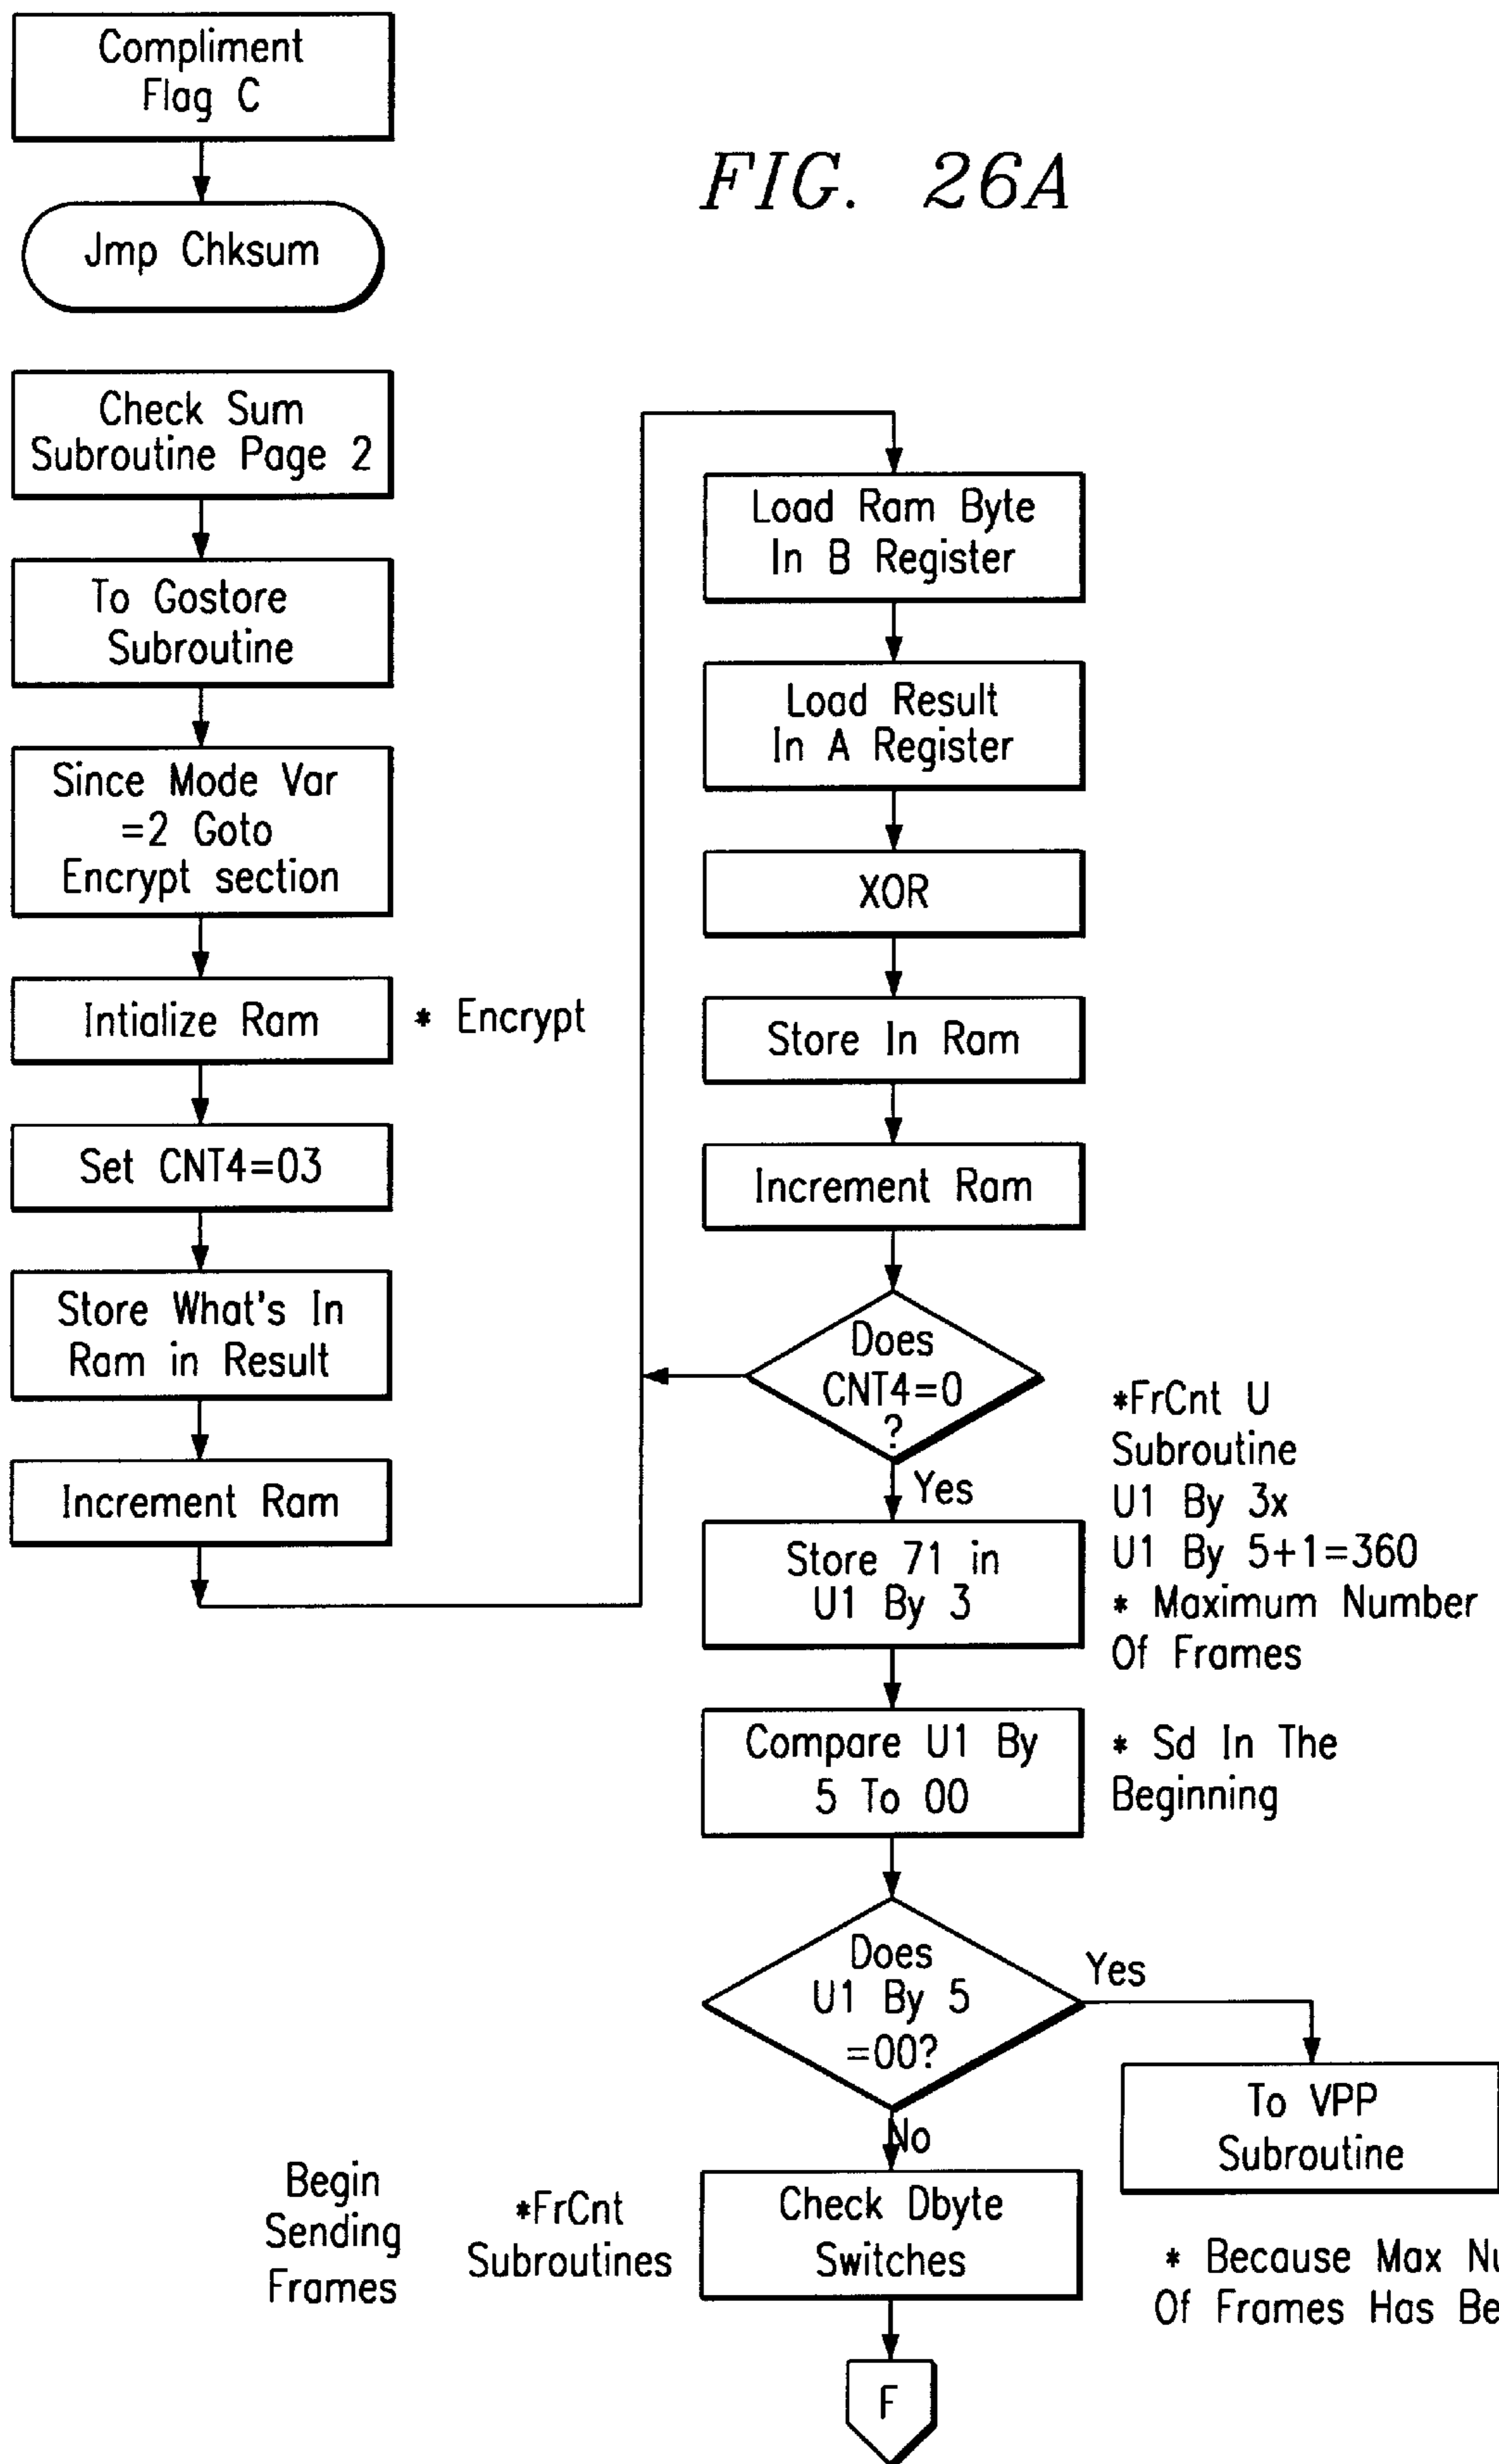 Compliment
Flag C
Jmp Chksum
FIG. 26A
Check Sum
Subroutine Page 2
To Gostore
Subroutine
Since Mode Var
=2 Goto
Encrypt section
Intialize Ram
* Encrypt
Set CNT4=03
Store What's In
Ram in Result
Increment Ram
Load Ram Byte
In B Register
Load Result
In A Register
XOR
Store In Ram
Increment Ram
Does
CNT4=0
?
Yes
*FrCnt U
Subroutine
U1 By 3x
U1 By 5+1=360
* Maximum Number
Of Frames
Store 71 in
U1 By 3
Compare U1 By
5 To 00
* Sd In The
Beginning
Does
U1 By 5
=00?
Yes
To VPP
Subroutine
No
Begin
Sending
Frames
*FrCnt
Subroutines
Check Dbyte
Switches
* Because Max
Of Frames Has
F